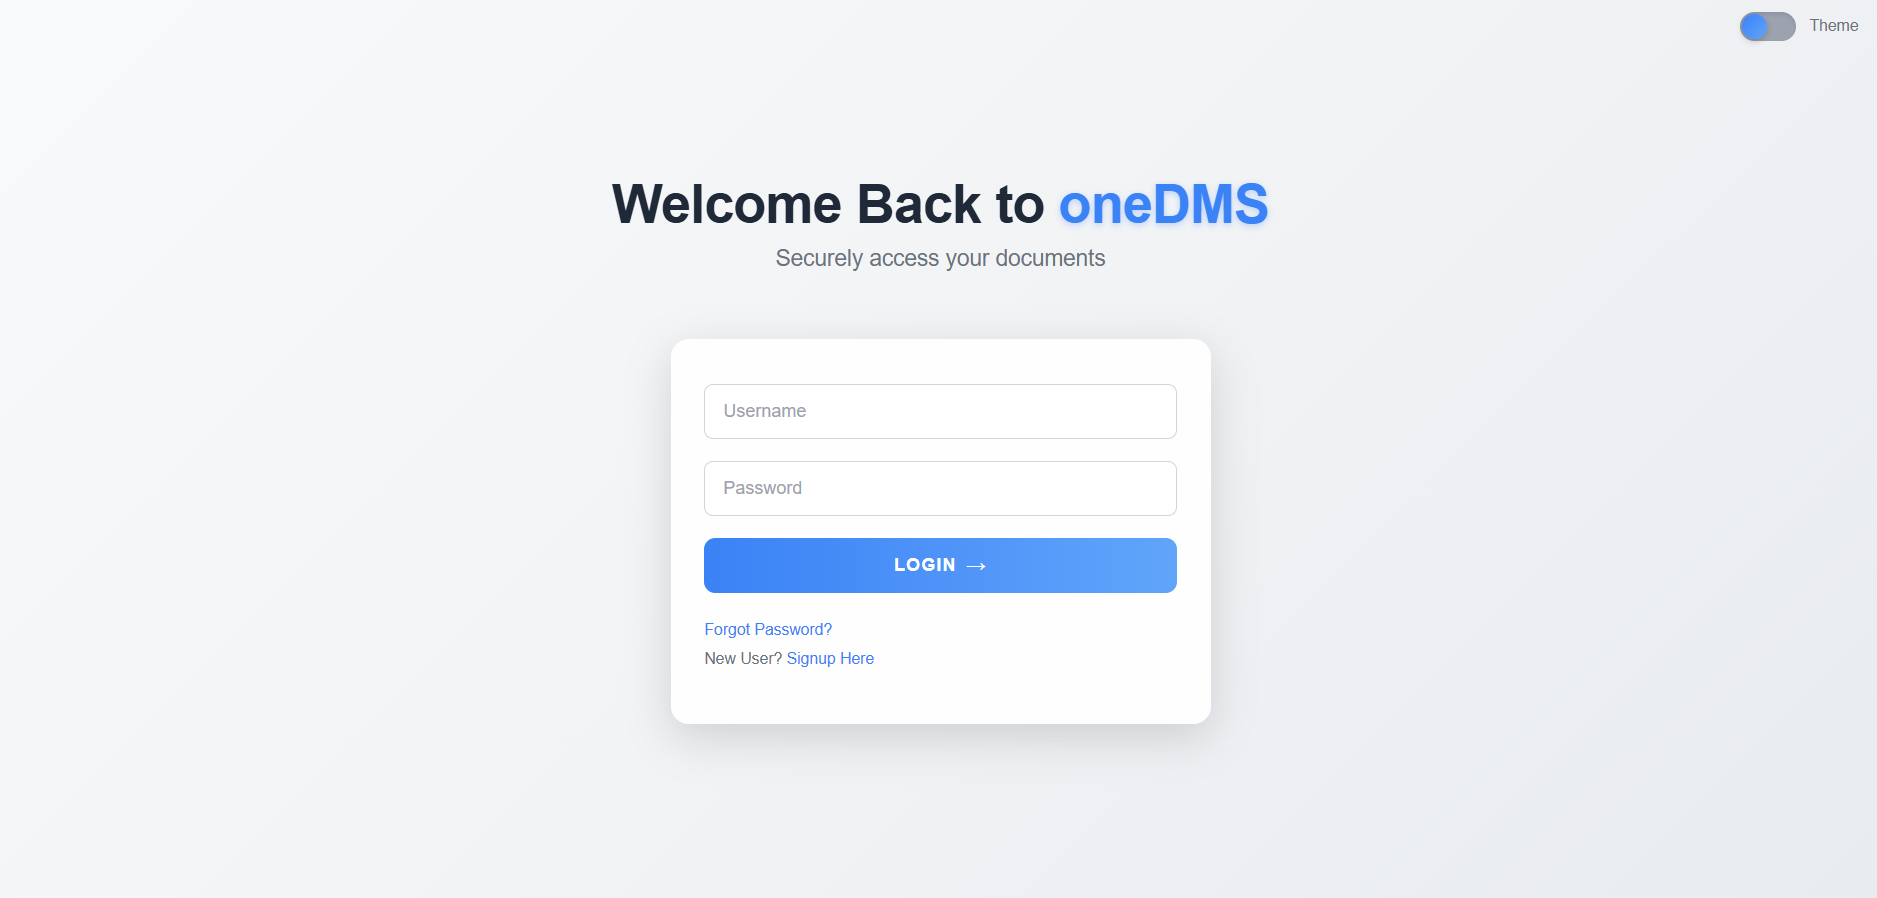 Theme
Welcome Back to oneDMS
Securely access your documents
Username
Password
LOGIN →
Forgot Password?
New User? Signup Here